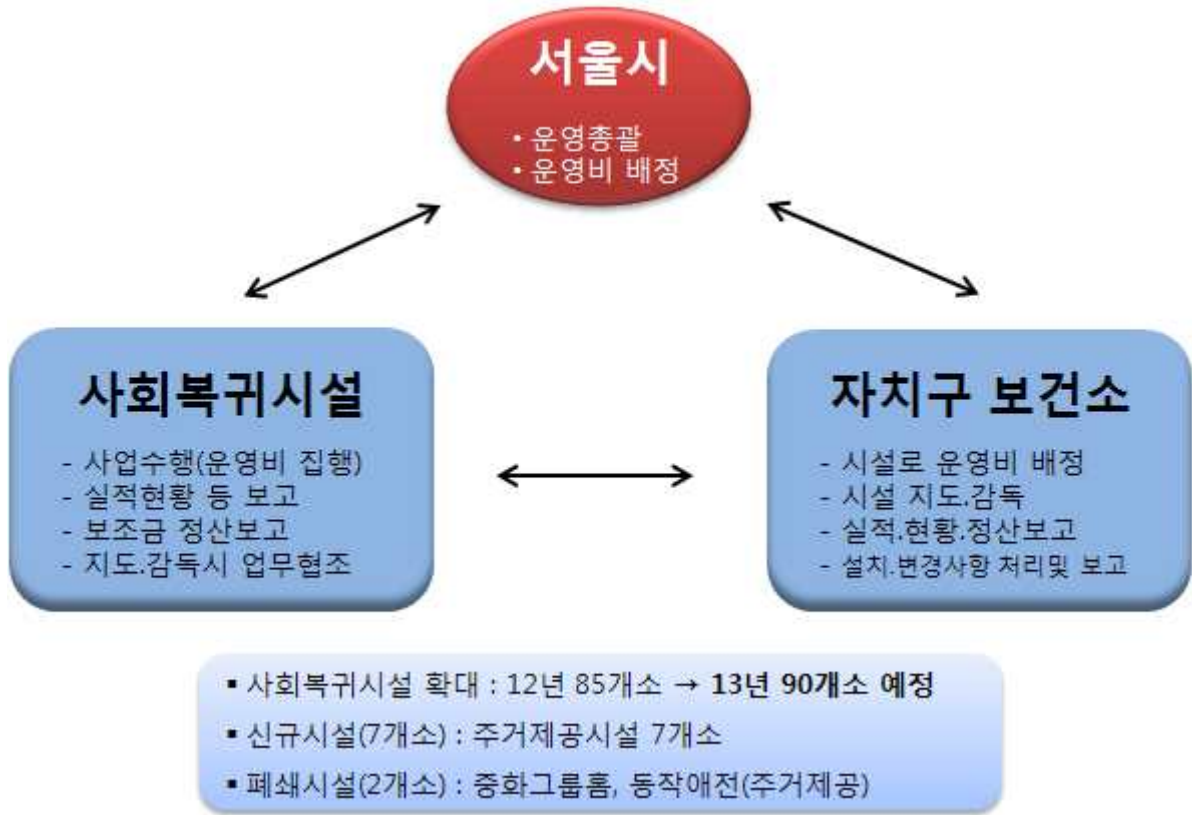 서울시
• 운영총괄
• 운영비 배정
사회복귀시설
- 사업수행(운영비 집행)
- 실적현황 등 보고
- 보조금 정산보고
- 지도.감독시 업무협조
자치구 보건소
- 시설로 운영비 배정
- 시설 지도.감독
- 실적.현황.정산보고
- 설치.변경사항 처리및 보고
▪ 사회복귀시설 확대 : 12년 85개소 → 13년 90개소 예정
▪ 신규시설(7개소) : 주거제공시설 7개소
▪ 폐쇄시설(2개소) : 중화그룹홈, 동작애전(주거제공)